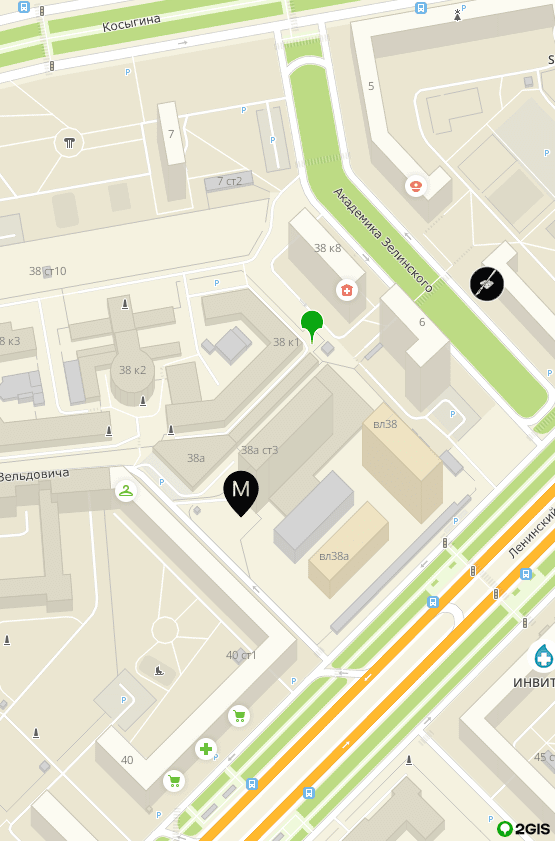 Косыгина
P
P
P
S
5
P
7
P
7 ст2
Академика Зелинского
38 к8
38 ст10
P
6
8 к3
38 к1
38 к2
P
P
вл38
38а ст3
38а
Вельдовича
P
M
P
Ленинский
вл38а
40 ст1
P
P
ИНВИТ
40
P
45 с
P
2GIS